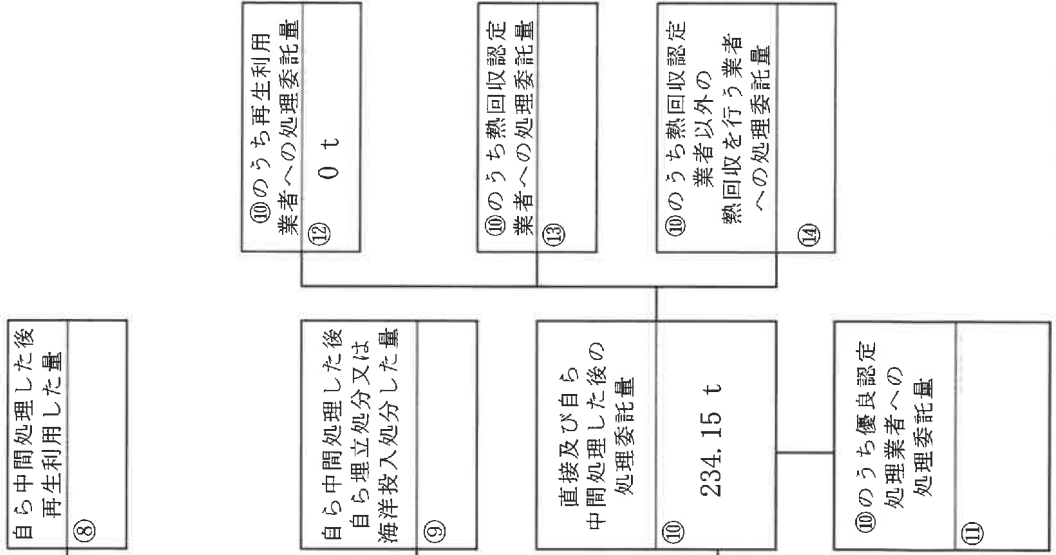 自ら中間処理した後
再生利用した量
⑧
自ら中間処理した後
自ら埋立処分又は
海洋投入処分した量
⑨
直接及び自ら
中間処理した後の
処理委託量
⑩
234.15 t
⑩のうち優良認定
処理業者への
処理委託量
⑪
⑩のうち再生利用
業者への処理委託量
⑫
0 t
⑩のうち熱回収認定
業者への処理委託量
⑬
⑩のうち熱回収認定
業者以外の
熱回収を行う業者
への処理委託量
⑭